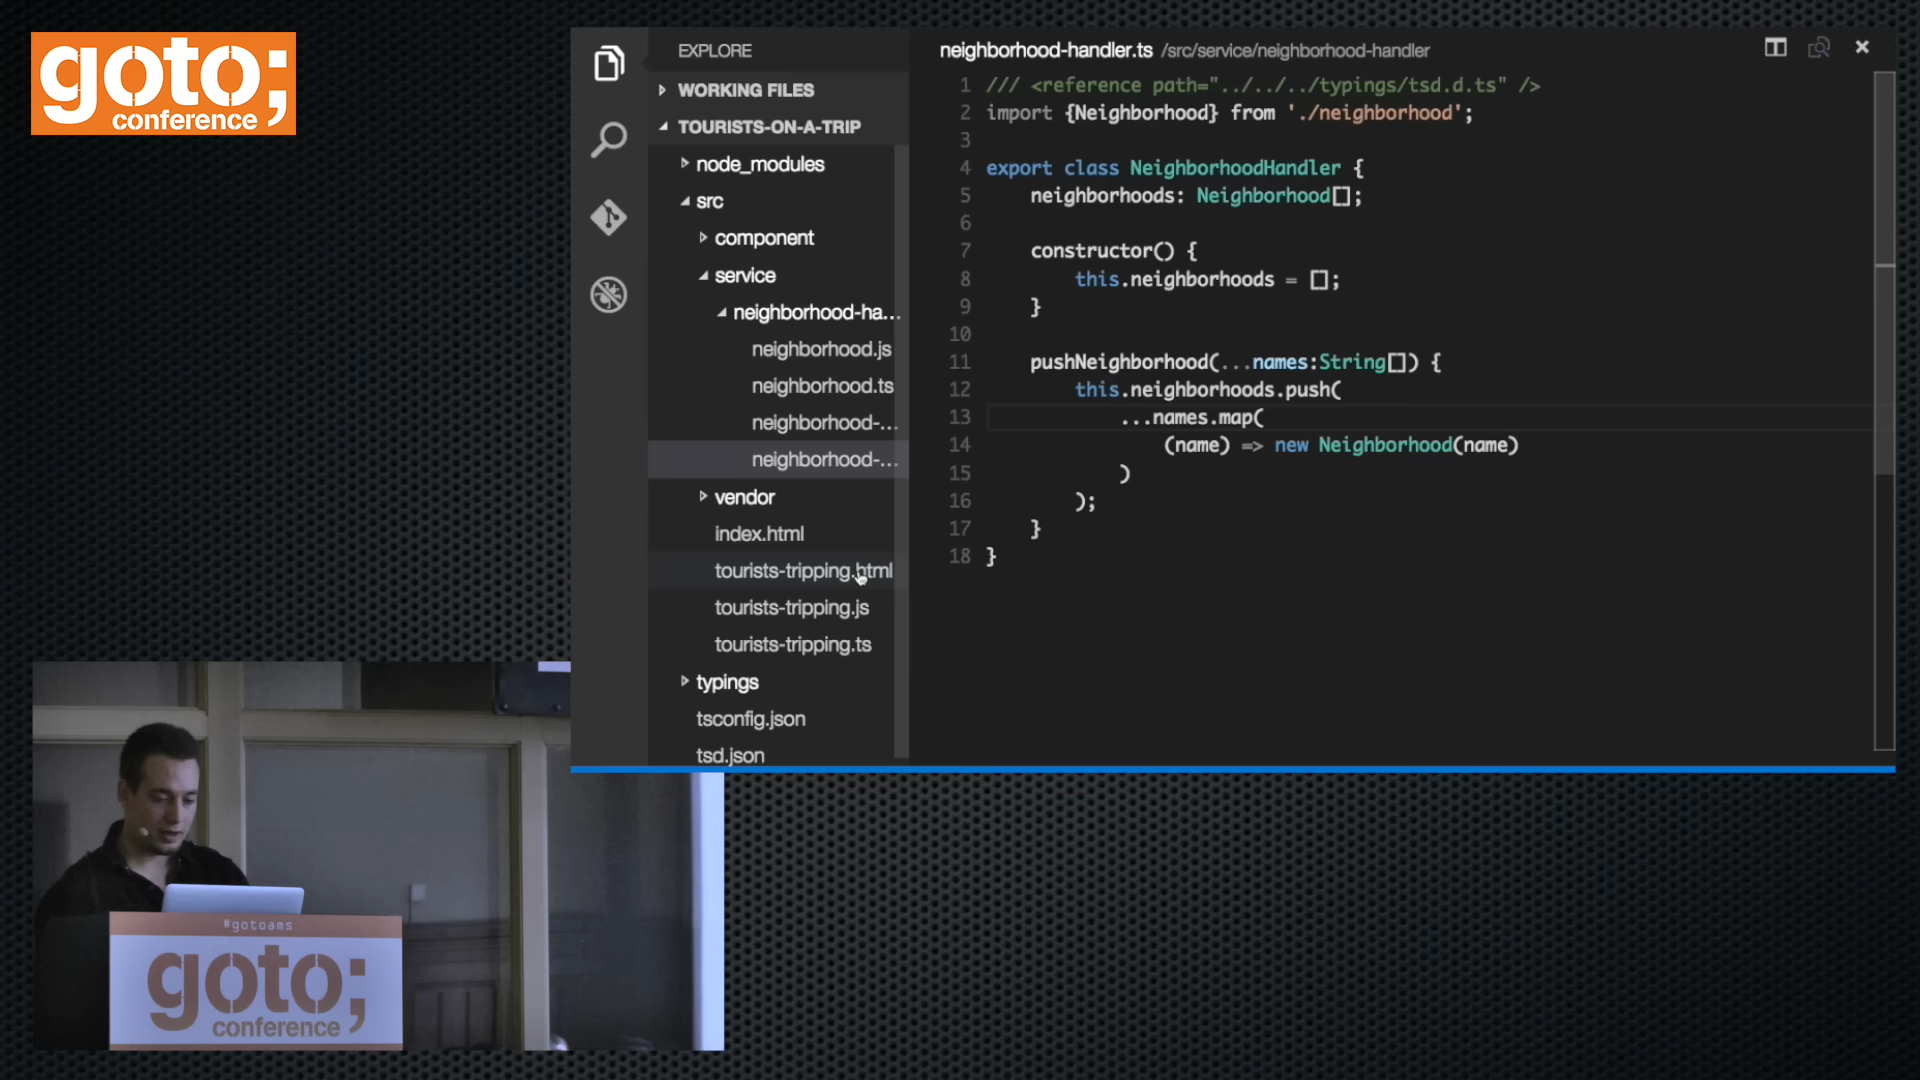 goto;
conference
EXPLORE
WORKING FILES
TOURISTS-ON-A-TRIP
node_modules
src
component
service
neighborhood-ha...
neighborhood.js
neighborhood.ts
neighborhood-...
neighborhood-...
vendor
index.html
tourists-tripping.html
tourists-tripping.js
tourists-tripping.ts
typings
tsconfig.json
tsd.json
neighborhood-handler.ts /src/service/neighborhood-handler
1 /// <reference path="../../../typings/tsd.d.ts" />
2 import {Neighborhood} from './neighborhood';
3
4 export class NeighborhoodHandler {
5 neighborhoods: Neighborhood[];
6
7 constructor() {
8 this.neighborhoods = [];
9 }
10
11 pushNeighborhood(...names:String[]) {
12 this.neighborhoods.push(
13 ...names.map(
14 (name) => new Neighborhood(name)
15 )
16 );
17 }
18 }
#gotoams
goto;
conference